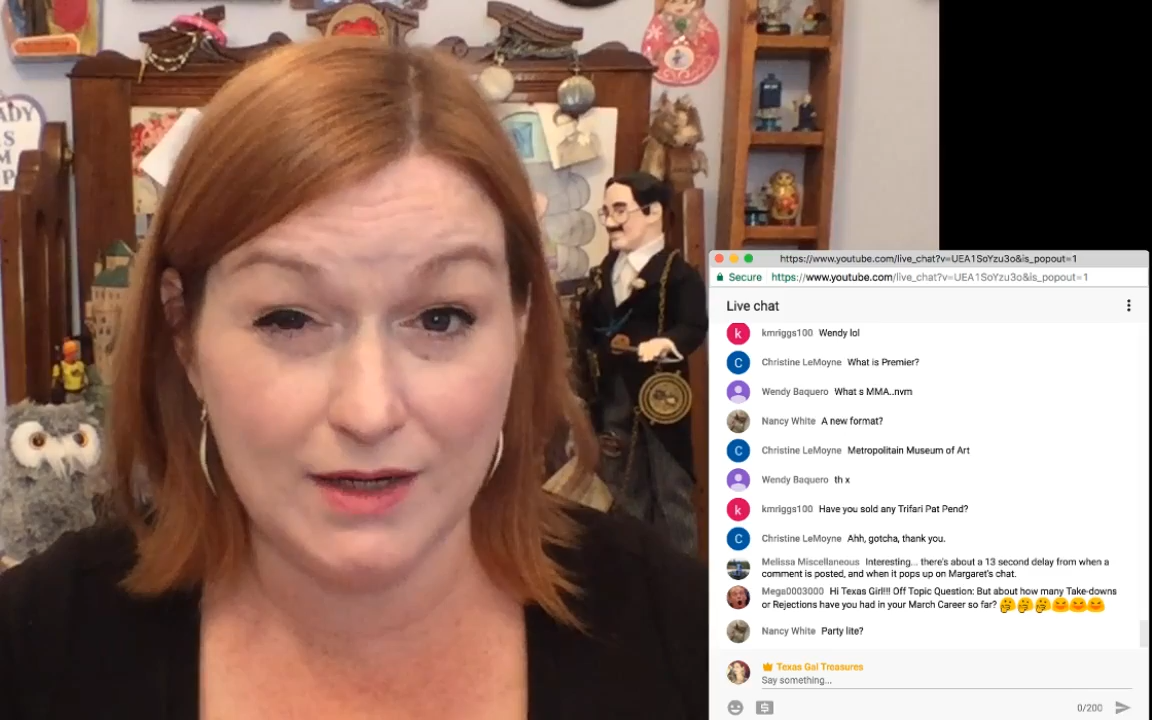 ADY
S
M
P
https://www.youtube.com/live_chat?v=UEA1SoYzu3o&is_popout=1
Secure https://www.youtube.com/live_chat?v=UEA1SoYzu3o&is_popout=1
Live chat
k kmriggs100 Wendy lol
C Christine LeMoyne What is Premier?
Wendy Baquero What s MMA..nvm
Nancy White A new format?
C Christine LeMoyne Metropolitain Museum of Art
Wendy Baquero th x
k kmriggs100 Have you sold any Trifari Pat Pend?
C Christine LeMoyne Ahh, gotcha, thank you.
Melissa Miscellaneous Interesting... there's about a 13 second delay from when a
comment is posted, and when it pops up on Margaret's chat.
Mega0003000 Hi Texas Girl!!! Off Topic Question: But about how many Take-downs
or Rejections have you had in your March Career so far? 🤔🤔🤔😆😆😆
Nancy White Party lite?
Texas Gal Treasures
Say something...
0/200